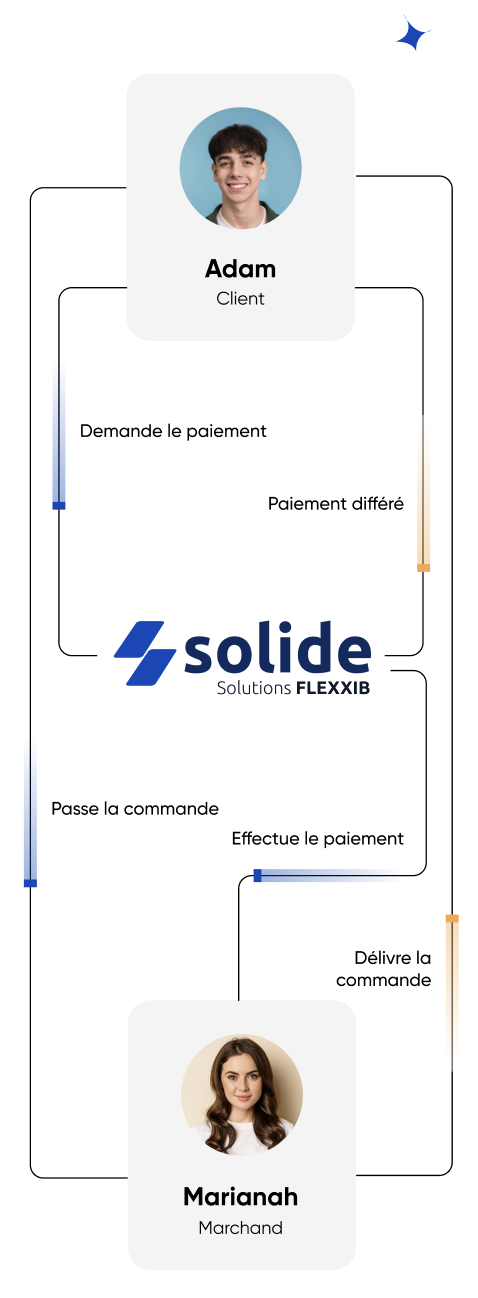 Adam
Client
Demande le paiement
Paiement différé
solide
Solutions FLEXXIB
Passe la commande
Effectue le paiement
Délivre la
commande
Marianah
Marchand